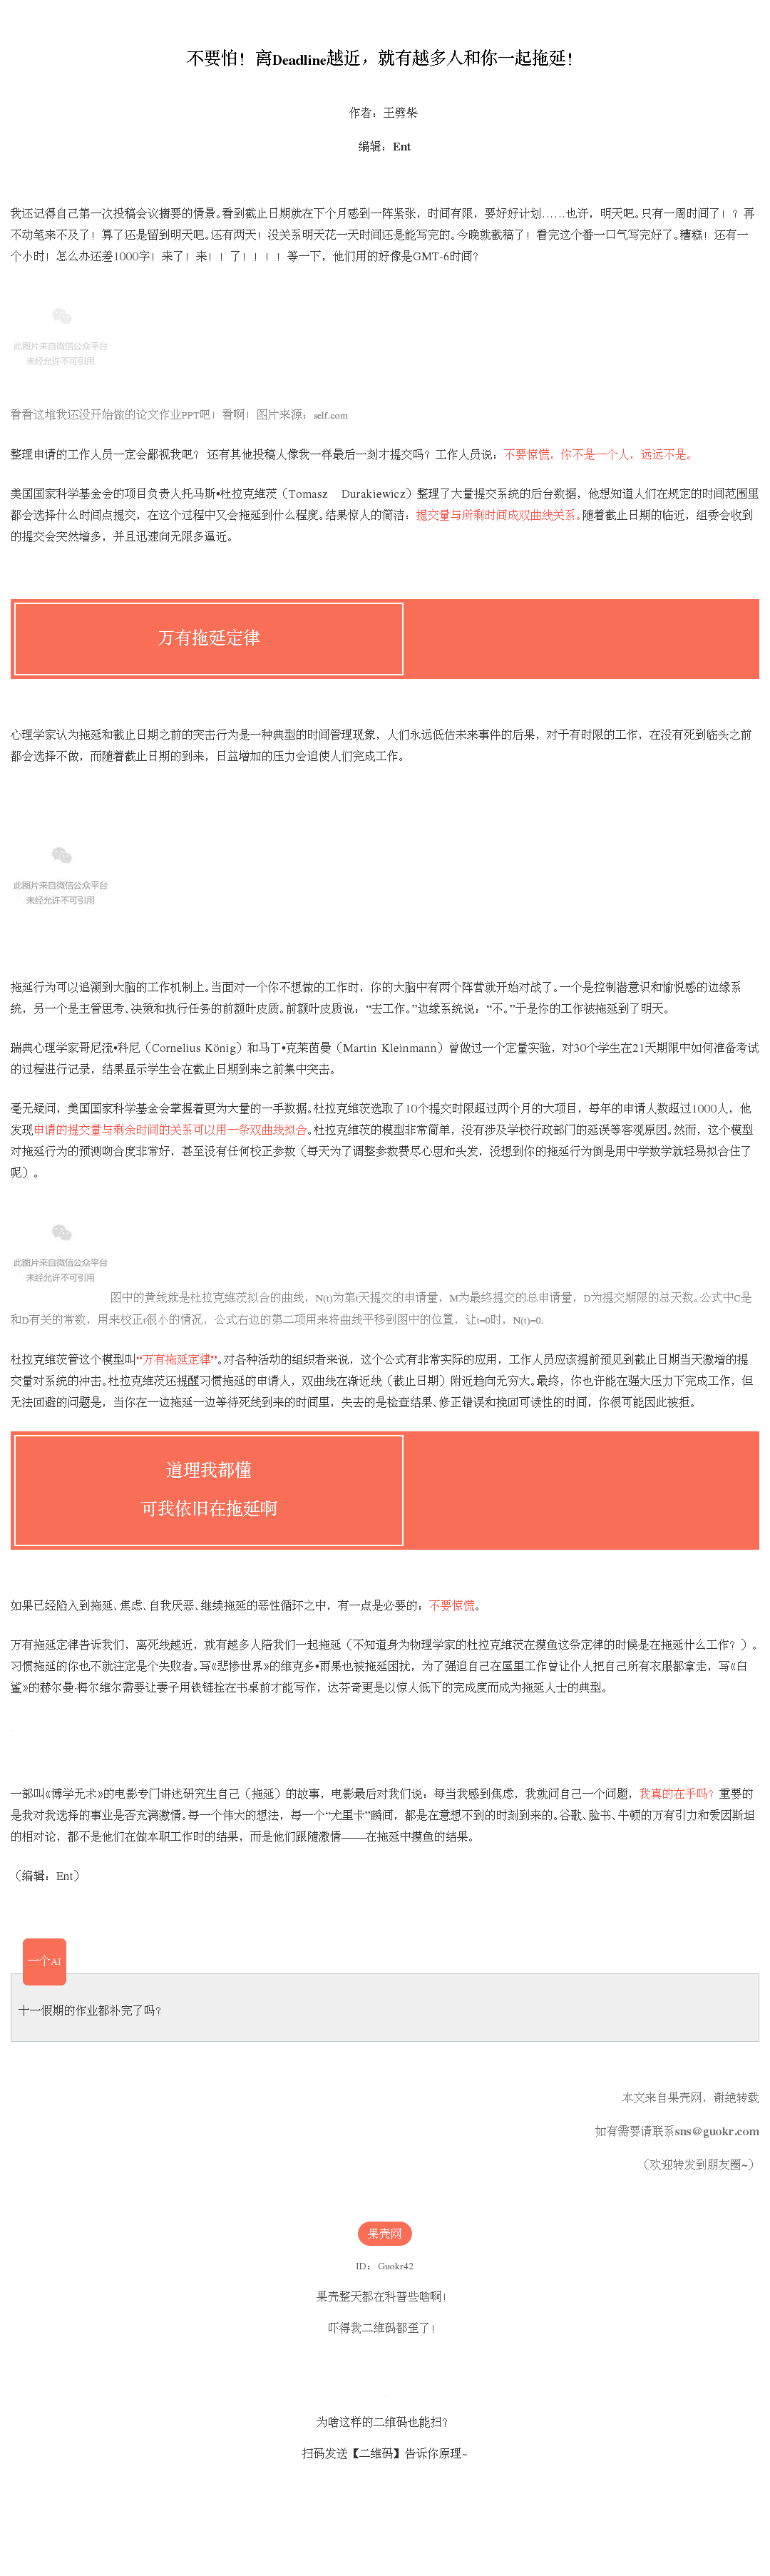 不要怕！离Deadline越近，就有越多人和你一起拖延！
作者：王劈柴
编辑：Ent
我还记得自己第一次投稿会议摘要的情景。看到截止日期就在下个月感到一阵紧张，时间有限，要好好计划……也许，明天吧。只有一周时间了！？再
不动笔来不及了！算了还是留到明天吧。还有两天！没关系明天花一天时间还是能写完的。今晚就截稿了！看完这个番一口气写完好了。糟糕！还有一
个小时！怎么办还差1000字！来了！来！！了！！！！等一下，他们用的好像是GMT-6时间？
此图片来自微信公众平台
未经允许不可引用
看看这堆我还没开始做的论文作业PPT吧！看啊！图片来源：self.com
整理申请的工作人员一定会鄙视我吧？ 还有其他投稿人像我一样最后一刻才提交吗？工作人员说：不要惊慌，你不是一个人，远远不是。
美国国家科学基金会的项目负责人托马斯•杜拉克维茨（Tomasz Durakiewicz）整理了大量提交系统的后台数据，他想知道人们在规定的时间范围里
都会选择什么时间点提交，在这个过程中又会拖延到什么程度。结果惊人的简洁：提交量与所剩时间成双曲线关系。随着截止日期的临近，组委会收到
的提交会突然增多，并且迅速向无限多逼近。
万有拖延定律
心理学家认为拖延和截止日期之前的突击行为是一种典型的时间管理现象，人们永远低估未来事件的后果，对于有时限的工作，在没有死到临头之前
都会选择不做，而随着截止日期的到来，日益增加的压力会迫使人们完成工作。
此图片来自微信公众平台
未经允许不可引用
拖延行为可以追溯到大脑的工作机制上。当面对一个你不想做的工作时，你的大脑中有两个阵营就开始对战了。一个是控制潜意识和愉悦感的边缘系
统，另一个是主管思考、决策和执行任务的前额叶皮质。前额叶皮质说：“去工作。”边缘系统说：“不。”于是你的工作被拖延到了明天。
瑞典心理学家哥尼流•科尼（Cornelius König）和马丁•克莱茵曼（Martin Kleinmann）曾做过一个定量实验，对30个学生在21天期限中如何准备考试
的过程进行记录，结果显示学生会在截止日期到来之前集中突击。
毫无疑问，美国国家科学基金会掌握着更为大量的一手数据。杜拉克维茨选取了10个提交时限超过两个月的大项目，每年的申请人数超过1000人，他
发现申请的提交量与剩余时间的关系可以用一条双曲线拟合。杜拉克维茨的模型非常简单，没有涉及学校行政部门的延误等客观原因。然而，这个模型
对拖延行为的预测吻合度非常好，甚至没有任何校正参数（每天为了调整参数费尽心思和头发，没想到你的拖延行为倒是用中学数学就轻易拟合住了
呢）。
此图片来自微信公众平台
未经允许不可引用
图中的黄线就是杜拉克维茨拟合的曲线，N(t)为第t天提交的申请量，M为最终提交的总申请量，D为提交期限的总天数。公式中C是
和D有关的常数，用来校正t很小的情况，公式右边的第二项用来将曲线平移到图中的位置，让t=0时，N(t)=0.
杜拉克维茨管这个模型叫“万有拖延定律”。对各种活动的组织者来说，这个公式有非常实际的应用，工作人员应该提前预见到截止日期当天激增的提
交量对系统的冲击。杜拉克维茨还提醒习惯拖延的申请人，双曲线在渐近线（截止日期）附近趋向无穷大。最终，你也许能在强大压力下完成工作，但
无法回避的问题是，当你在一边拖延一边等待死线到来的时间里，失去的是检查结果、修正错误和挽回可读性的时间，你很可能因此被拒。
道理我都懂
可我依旧在拖延啊
如果已经陷入到拖延、焦虑、自我厌恶、继续拖延的恶性循环之中，有一点是必要的：不要惊慌。
万有拖延定律告诉我们，离死线越近，就有越多人陪我们一起拖延（不知道身为物理学家的杜拉克维茨在摸鱼这条定律的时候是在拖延什么工作？）。
习惯拖延的你也不就注定是个失败者。写《悲惨世界》的维克多•雨果也被拖延困扰，为了强迫自己在屋里工作曾让仆人把自己所有衣服都拿走，写《白
鲨》的赫尔曼·梅尔维尔需要让妻子用铁链拴在书桌前才能写作，达芬奇更是以惊人低下的完成度而成为拖延人士的典型。
一部叫《博学无术》的电影专门讲述研究生自己（拖延）的故事，电影最后对我们说：每当我感到焦虑，我就问自己一个问题，我真的在乎吗？重要的
是我对我选择的事业是否充满激情。每一个伟大的想法，每一个“尤里卡”瞬间，都是在意想不到的时刻到来的。谷歌、脸书、牛顿的万有引力和爱因斯坦
的相对论，都不是他们在做本职工作时的结果，而是他们跟随激情——在拖延中摸鱼的结果。
（编辑：Ent）
一个AI
十一假期的作业都补完了吗？
本文来自果壳网，谢绝转载
如有需要请联系sns@guokr.com
（欢迎转发到朋友圈~）
果壳网
ID： Guokr42
果壳整天都在科普些啥啊！
吓得我二维码都歪了！
为啥这样的二维码也能扫？
扫码发送【二维码】告诉你原理~